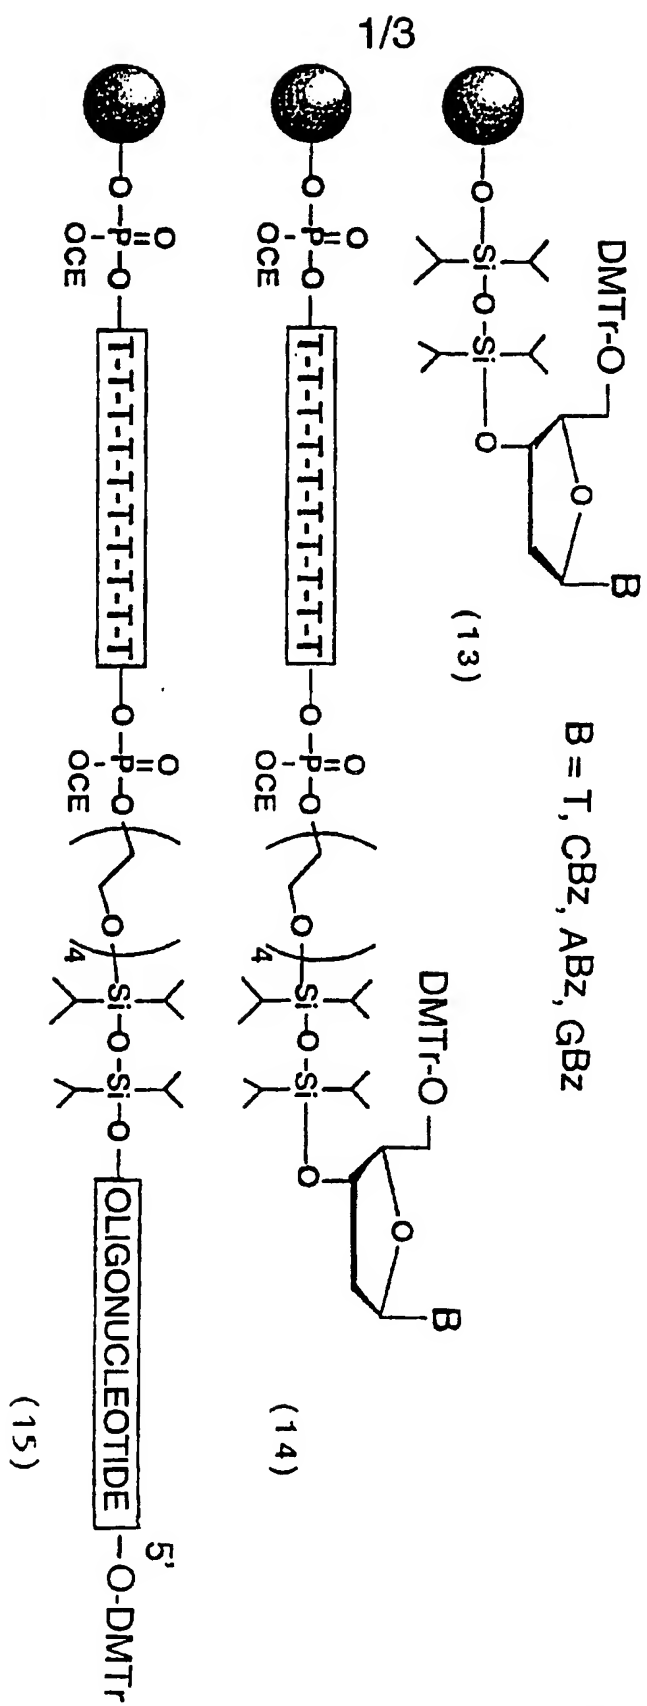 1/3
DMTr-O
O
B
O-Si-O-Si
O
(13)
B = T, CBz, ABz, GBz
DMTr-O
O
B
O
O-P-O
OCE
T-T-T-T-T-T-T-T-T-T
O
O-P-O
OCE
O
4
Si-O-Si
O
(14)
O
O-P-O
OCE
T-T-T-T-T-T-T-T-T-T
O
O-P-O
OCE
O
4
Si-O-Si-O
OLIGONUCLEOTIDE
5'
-O-DMTr
(15)